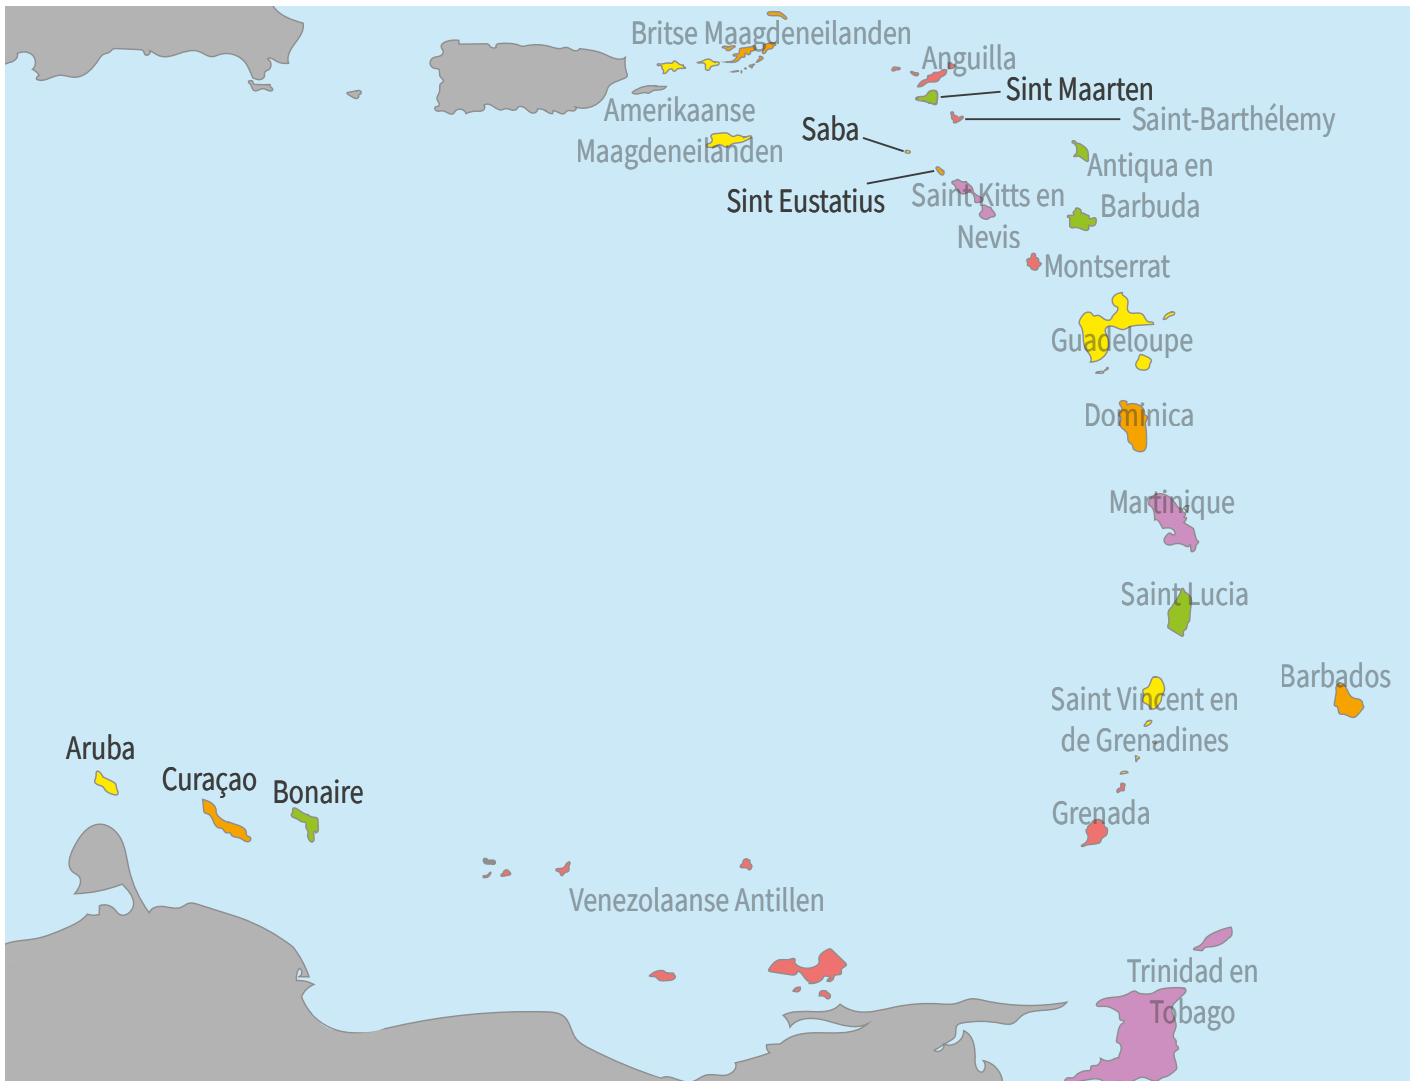 Britse Maagdeneilanden
Anguilla
Sint Maarten
Amerikaanse
Maagdeneilanden
Saint-Barthélemy
Saba
Antiqua en
Barbuda
Sint Eustatius
Saint Kitts en
Nevis
Montserrat
Guadeloupe
Dominica
Martinique
Saint Lucia
Barbados
Saint Vincent en
de Grenadines
Aruba
Curaçao
Bonaire
Grenada
Venezolaanse Antillen
Trinidad en
Tobago